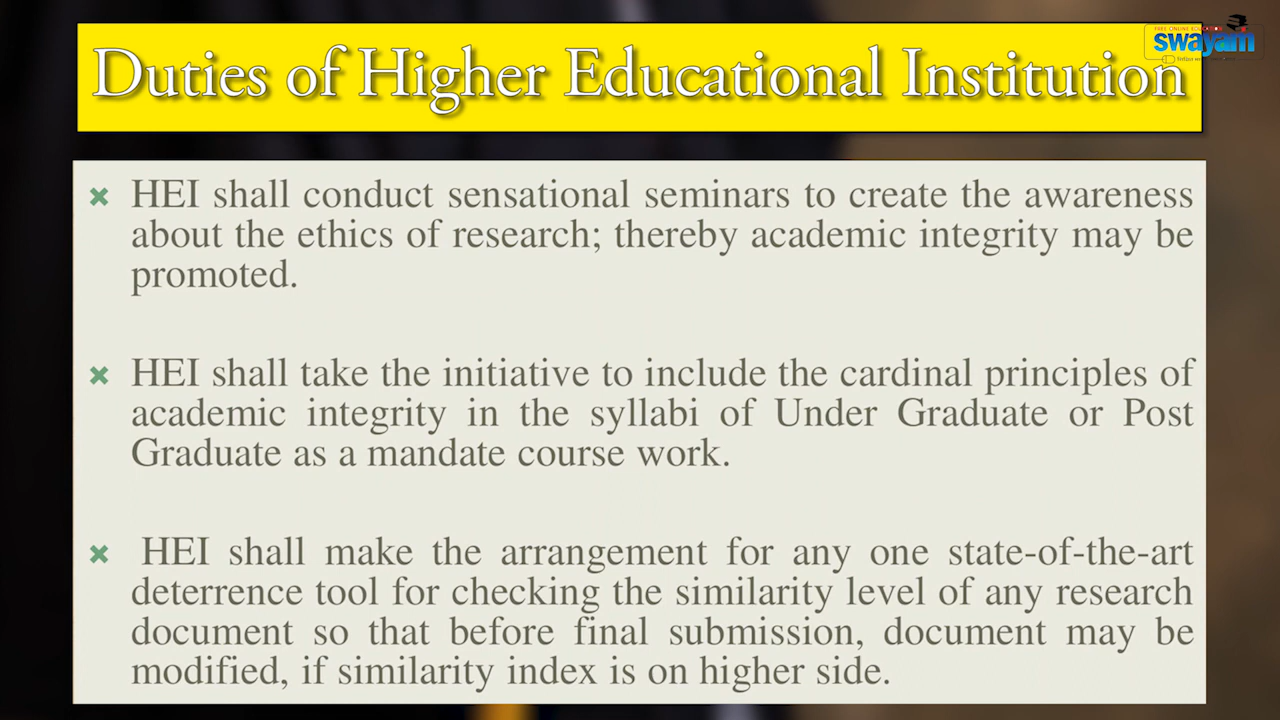 Duties of Higher Educational Institution
swayam
HEI shall conduct sensational seminars to create the awareness
about the ethics of research; thereby academic integrity may be
promoted.
HEI shall take the initiative to include the cardinal principles of
academic integrity in the syllabi of Under Graduate or Post
Graduate as a mandate course work.
HEI shall make the arrangement for any one state-of-the-art
deterrence tool for checking the similarity level of any research
document so that before final submission, document may be
modified, if similarity index is on higher side.